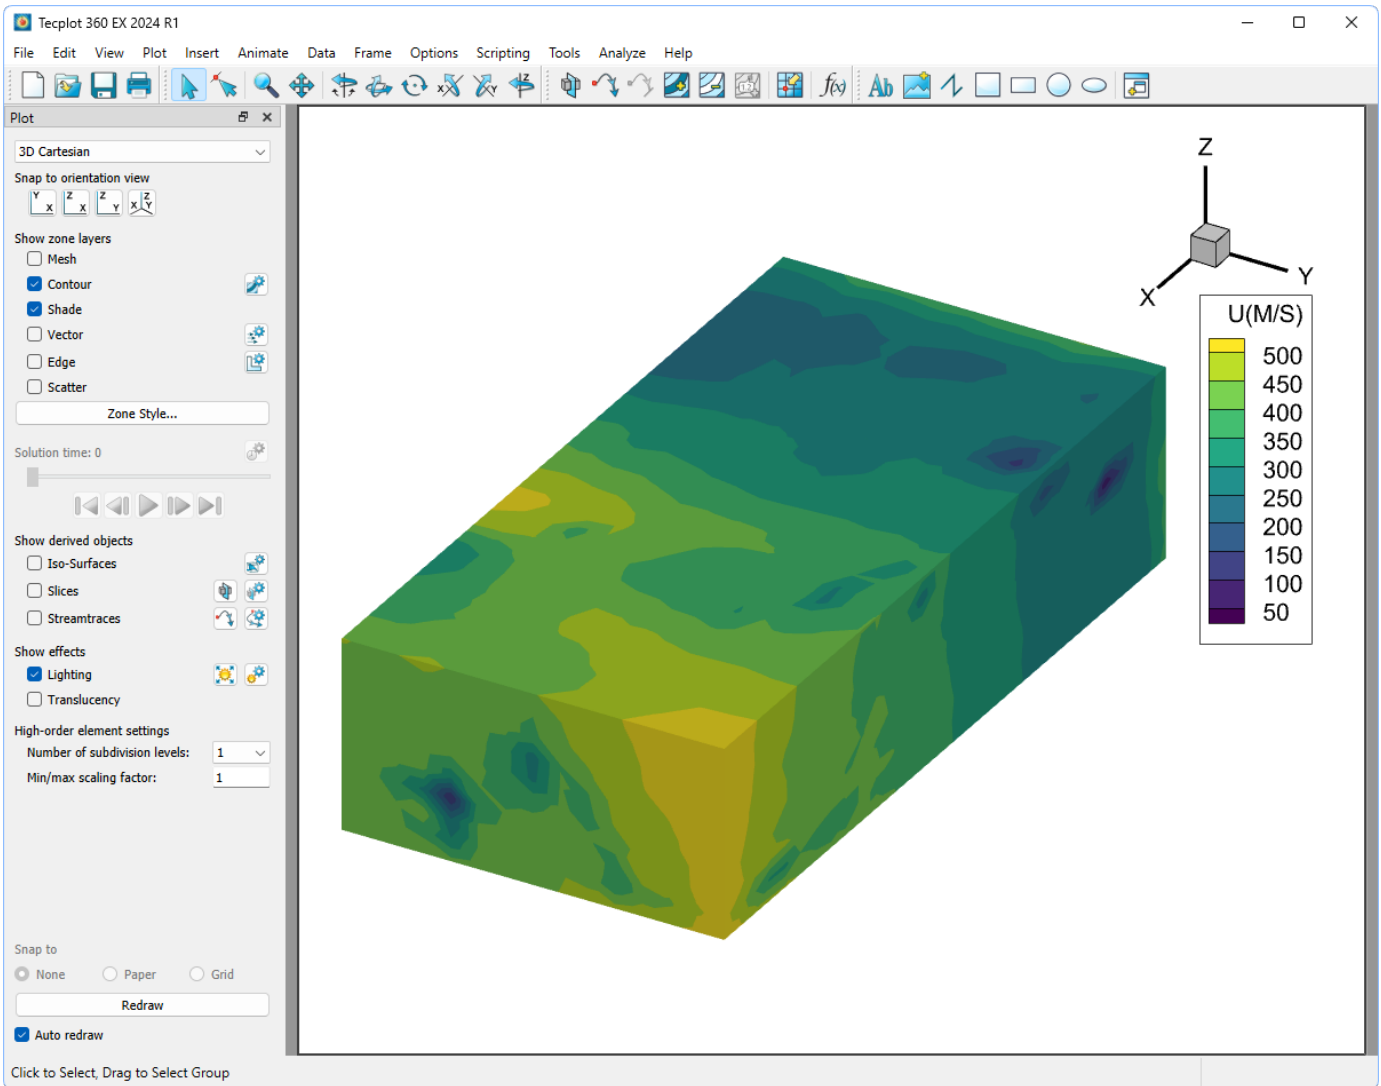 Tecplot 360 EX 2024 R1
File Edit View Plot Insert Animate Data Frame Options Scripting Tools Analyze Help
Plot
3D Cartesian
Snap to orientation view
Y X Z X Z Y X Z Y
Show zone layers
Mesh
Contour
Shade
Vector
Edge
Scatter
Zone Style...
Solution time: 0
Show derived objects
Iso-Surfaces
Slices
Streamtraces
Show effects
Lighting
Translucency
High-order element settings
Number of subdivision levels: 1
Min/max scaling factor: 1
Snap to
None Paper Grid
Redraw
Auto redraw
Click to Select, Drag to Select Group
Z
Y
X
U(M/S)
500
450
400
350
300
250
200
150
100
50